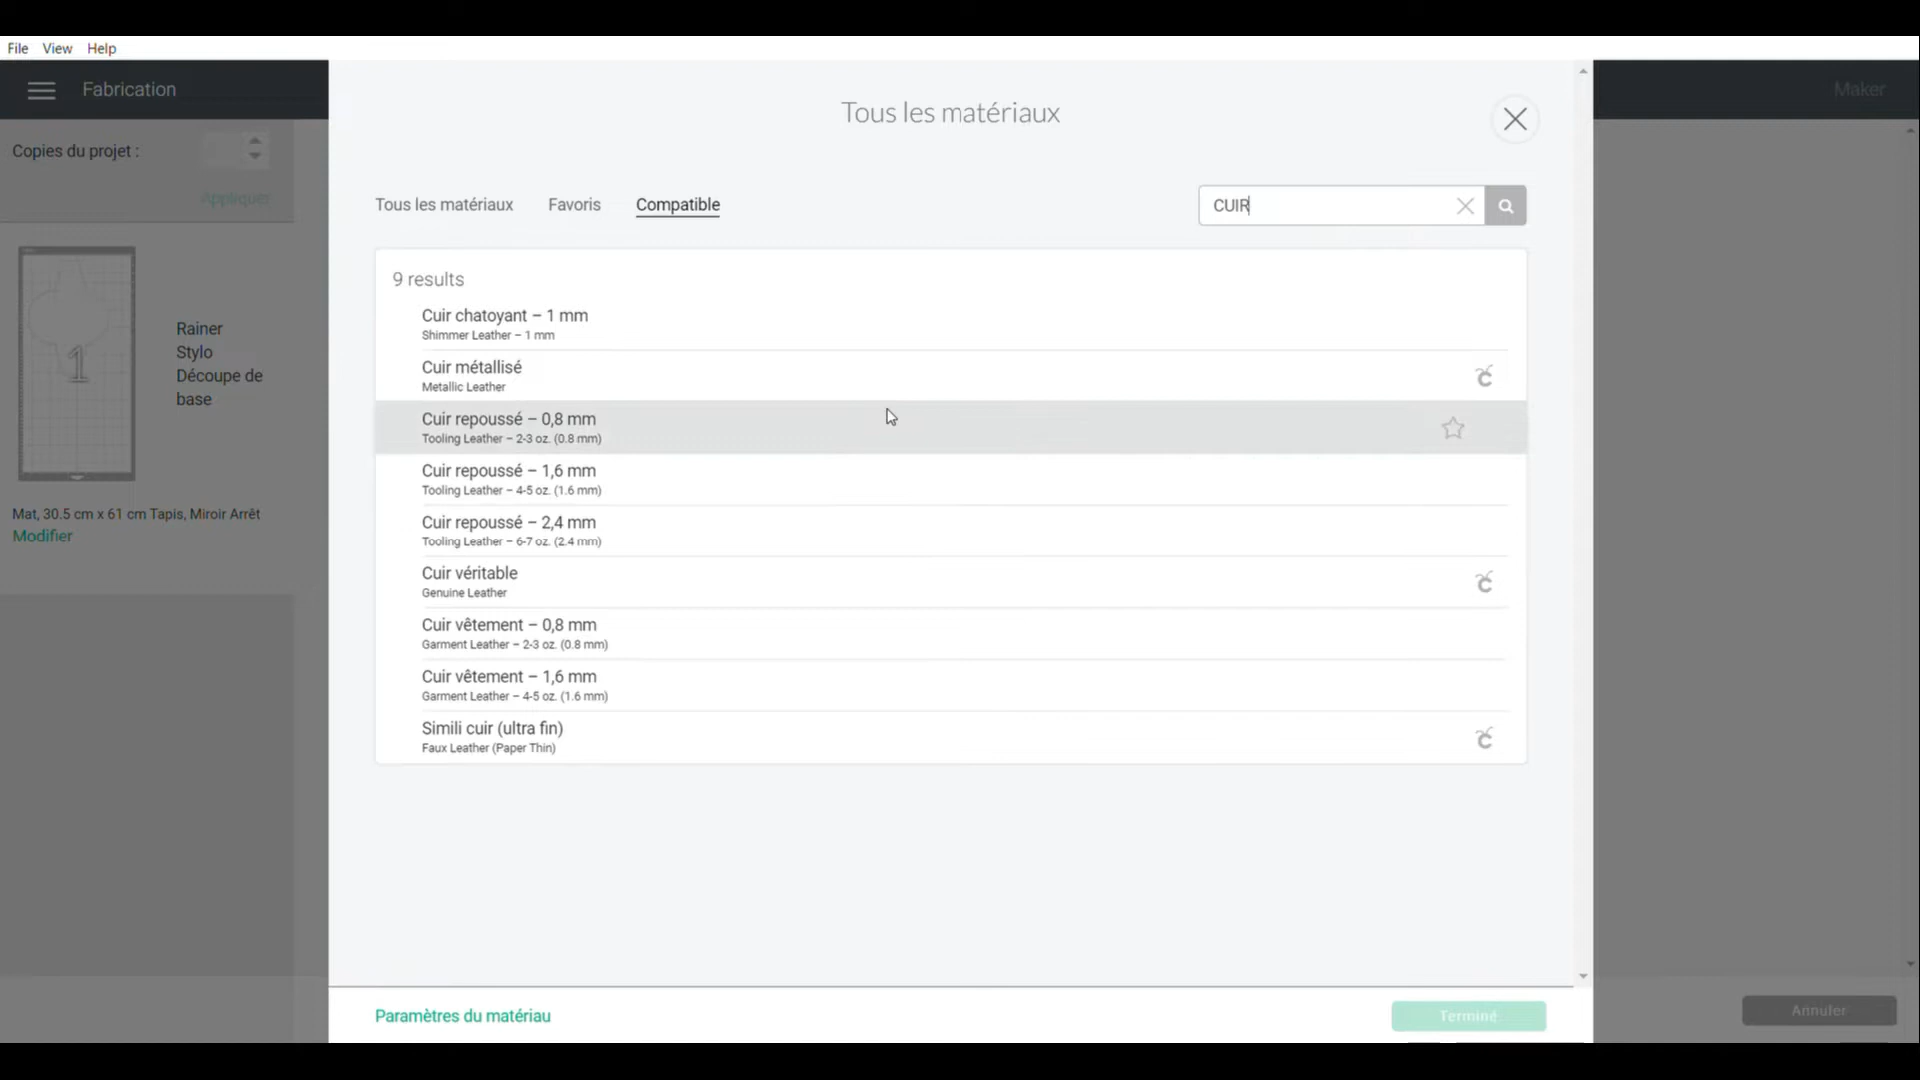 File View Help
Fabrication
Maker
Copies du projet :
Appliquer
1
Rainer
Stylo
Découpe de
base
Mat, 30.5 cm x 61 cm Tapis, Miroir Arrêt
Modifier
Tous les matériaux
Tous les matériaux Favoris Compatible
CUIR
9 results
Cuir chatoyant – 1 mm
Shimmer Leather – 1 mm
Cuir métallisé
Metallic Leather
Cuir repoussé – 0,8 mm
Tooling Leather – 2-3 oz. (0.8 mm)
Cuir repoussé – 1,6 mm
Tooling Leather – 4-5 oz. (1.6 mm)
Cuir repoussé – 2,4 mm
Tooling Leather – 6-7 oz. (2.4 mm)
Cuir véritable
Genuine Leather
Cuir vêtement – 0,8 mm
Garment Leather – 2-3 oz. (0.8 mm)
Cuir vêtement – 1,6 mm
Garment Leather – 4-5 oz. (1.6 mm)
Simili cuir (ultra fin)
Faux Leather (Paper Thin)
Paramètres du matériau
Terminé
Annuler